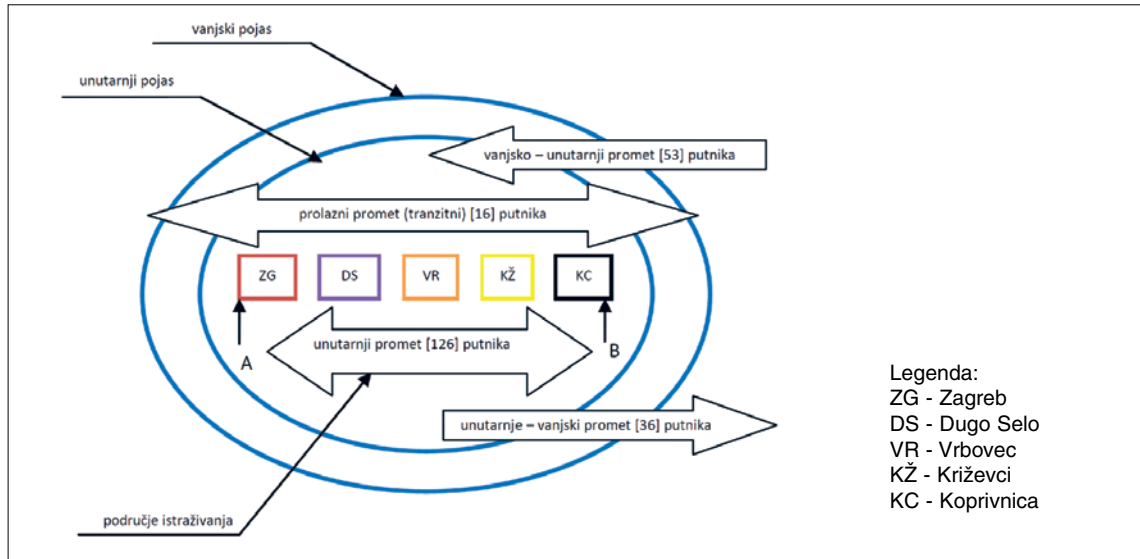 vanjski pojas
unutarnji pojas
vanjsko – unutarnji promet [53] putnika
prolazni promet (tranzitni) [16] putnika
ZG
DS
VR
KŽ
KC
A
unutarnji promet [126] putnika
B
unutarnje – vanjski promet [36] putnika
područje istraživanja
Legenda:
ZG - Zagreb
DS - Dugo Selo
VR - Vrbovec
KŽ - Križevci
KC - Koprivnica